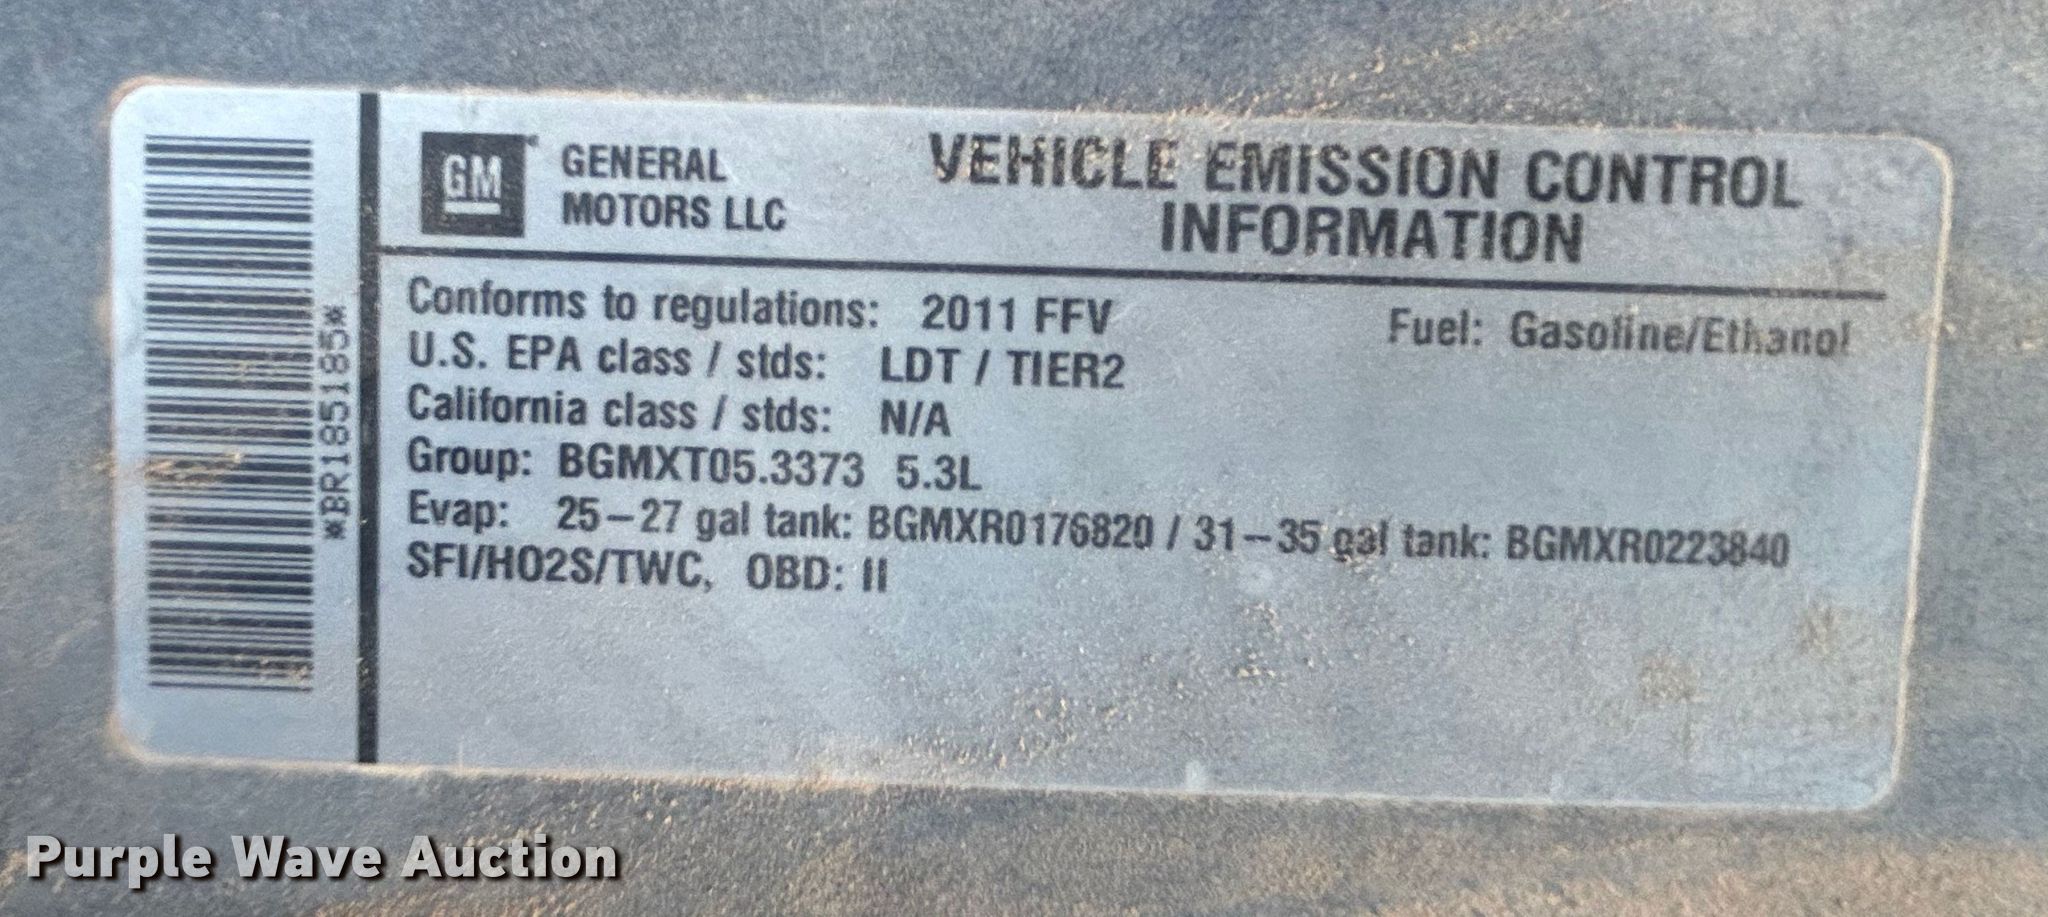 *BR185185*
GM
GENERAL
MOTORS LLC
VEHICLE EMISSION CONTROL
INFORMATION
Conforms to regulations: 2011 FFV Fuel: Gasoline/Ethanol
U.S. EPA class / stds: LDT / TIER2
California class / stds: N/A
Group: BGMXT05.3373 5.3L
Evap: 25-27 gal tank: BGMXR0176820 / 31-35 gal tank: BGMXR0223840
SFI/HO2S/TWC, OBD: II
Purple Wave Auction